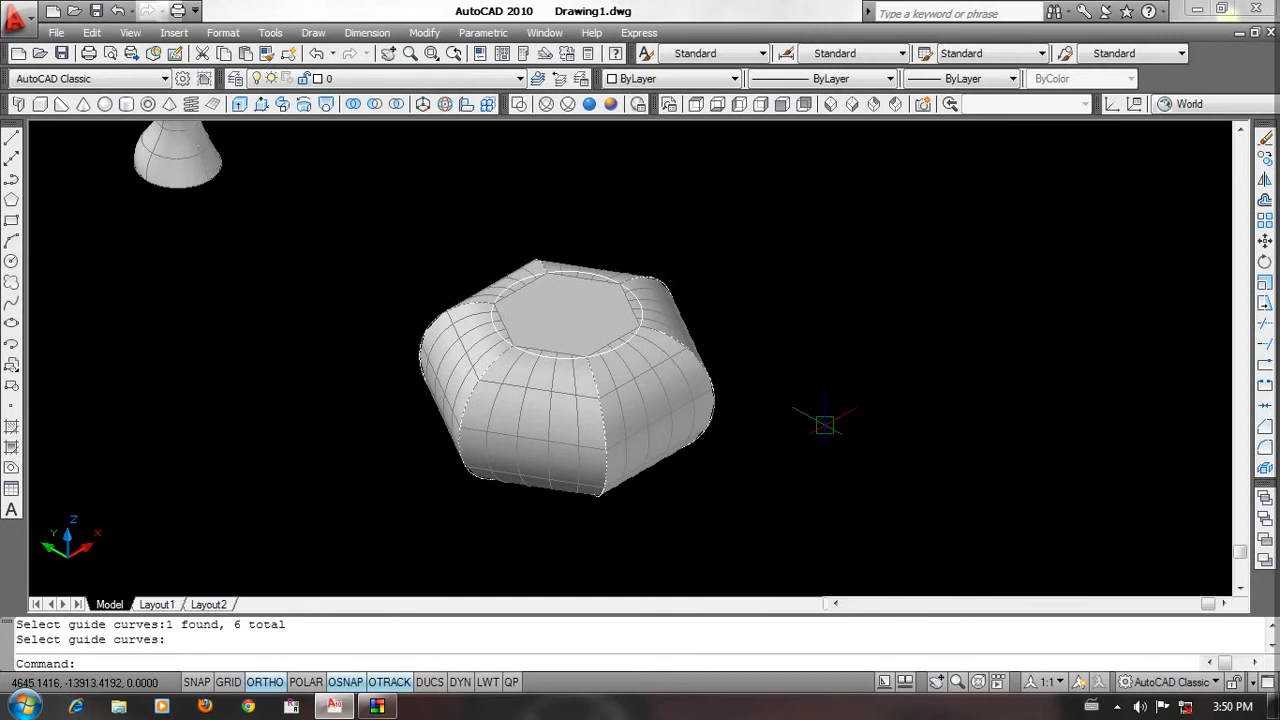 AutoCAD 2010 Drawing1.dwg
Type a keyword or phrase
File Edit View Insert Format Tools Draw Dimension Modify Parametric Window Help Express
Standard Standard Standard Standard
AutoCAD Classic 0 ByLayer ByLayer ByLayer ByColor
World
Z
Y X
Model Layout1 Layout2
Select guide curves:1 found, 6 total
Select guide curves:
Command:
4645.1416, -13913.4192, 0.0000 SNAP GRID ORTHO POLAR OSNAP OTRACK DUCS DYN LWT QP 1:1 AutoCAD Classic
3:50 PM